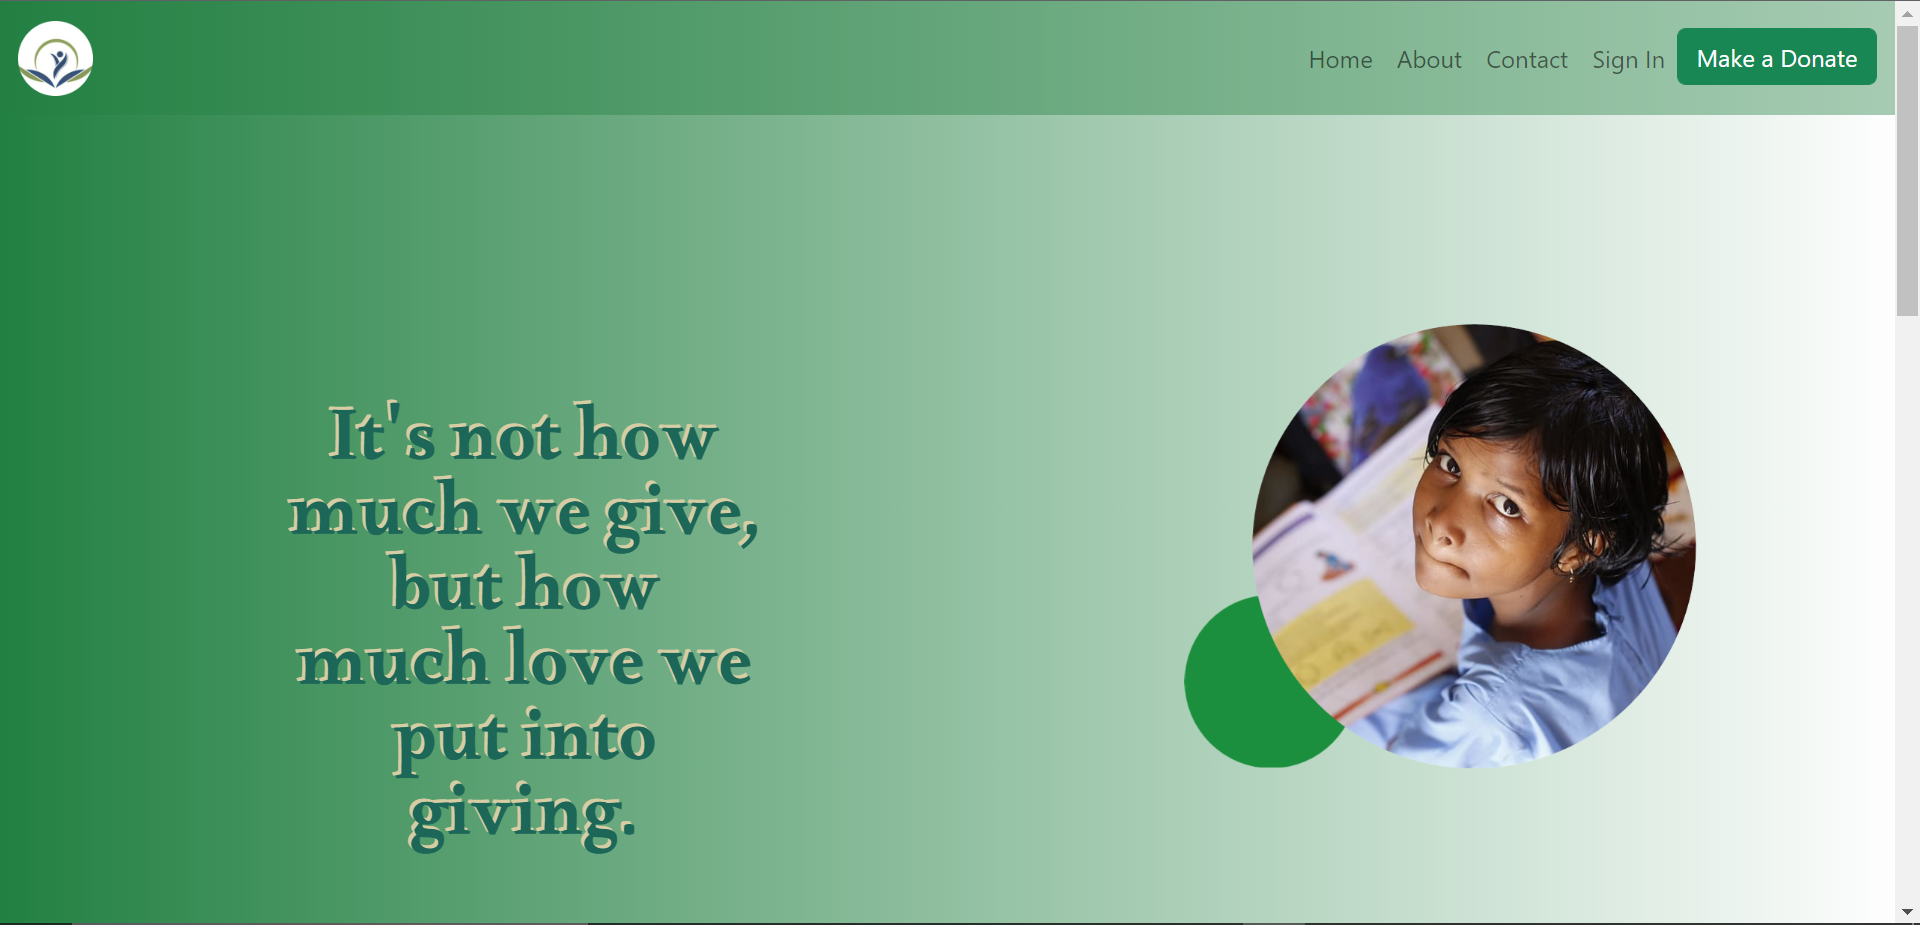 Home About Contact Sign In Make a Donate
It's not how
much we give,
but how
much love we
put into
giving.